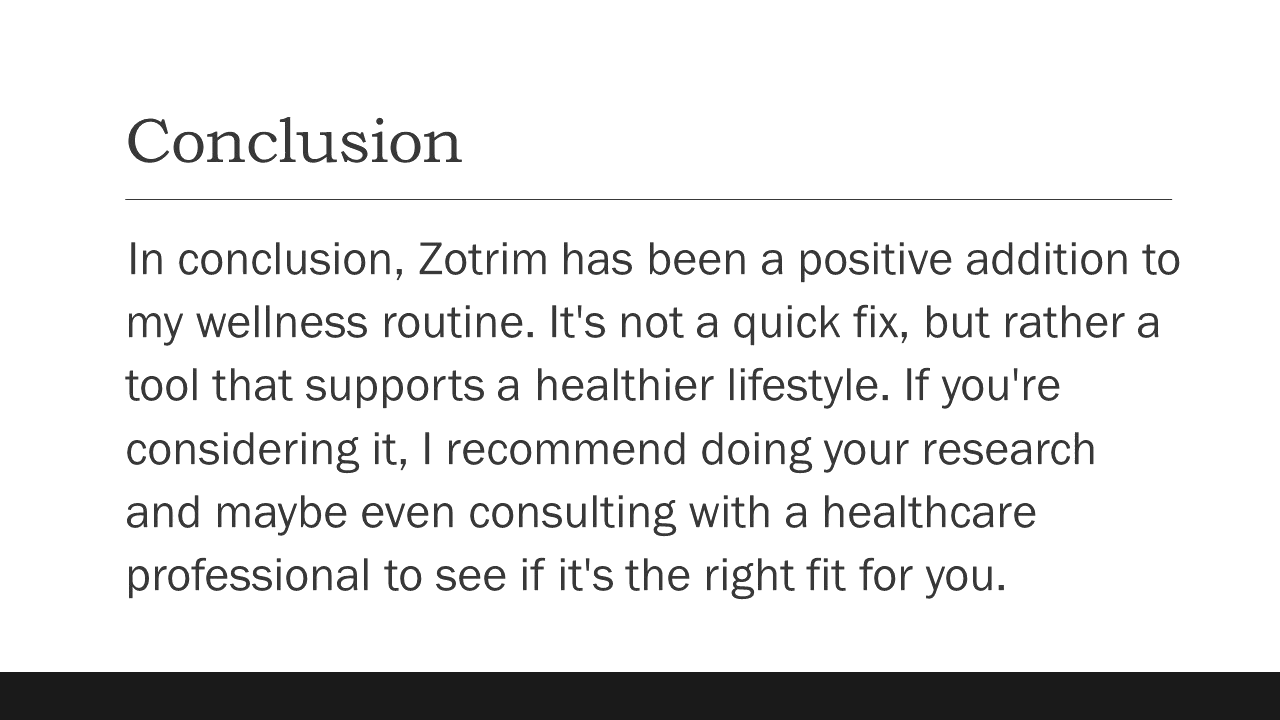 Conclusion
In conclusion, Zotrim has been a positive addition to
my wellness routine. It's not a quick fix, but rather a
tool that supports a healthier lifestyle. If you're
considering it, I recommend doing your research
and maybe even consulting with a healthcare
professional to see if it's the right fit for you.